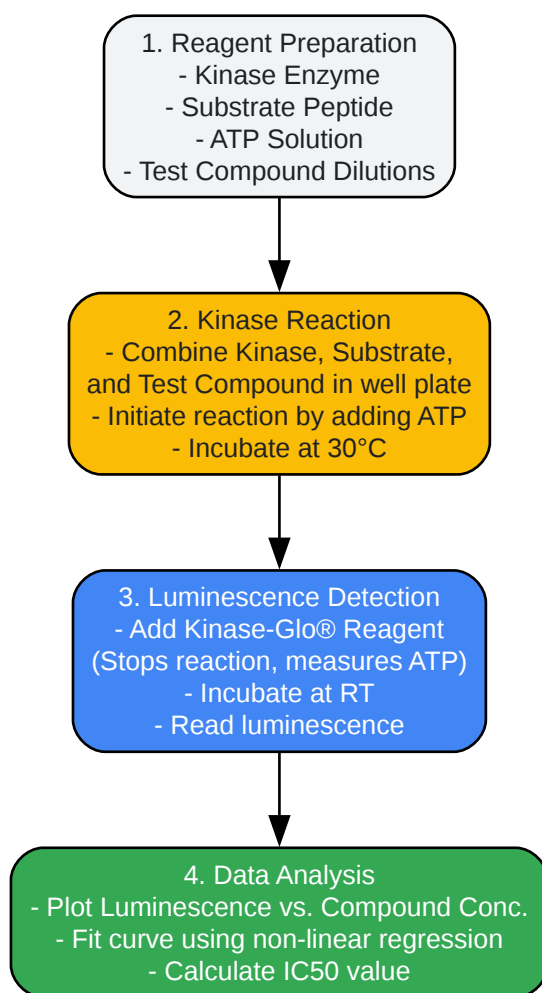 1. Reagent Preparation
- Kinase Enzyme
- Substrate Peptide
- ATP Solution
- Test Compound Dilutions
2. Kinase Reaction
- Combine Kinase, Substrate,
and Test Compound in well plate
- Initiate reaction by adding ATP
- Incubate at 30°C
3. Luminescence Detection
- Add Kinase-Glo® Reagent
(Stops reaction, measures ATP)
- Incubate at RT
- Read luminescence
4. Data Analysis
- Plot Luminescence vs. Compound Conc.
- Fit curve using non-linear regression
- Calculate IC50 value